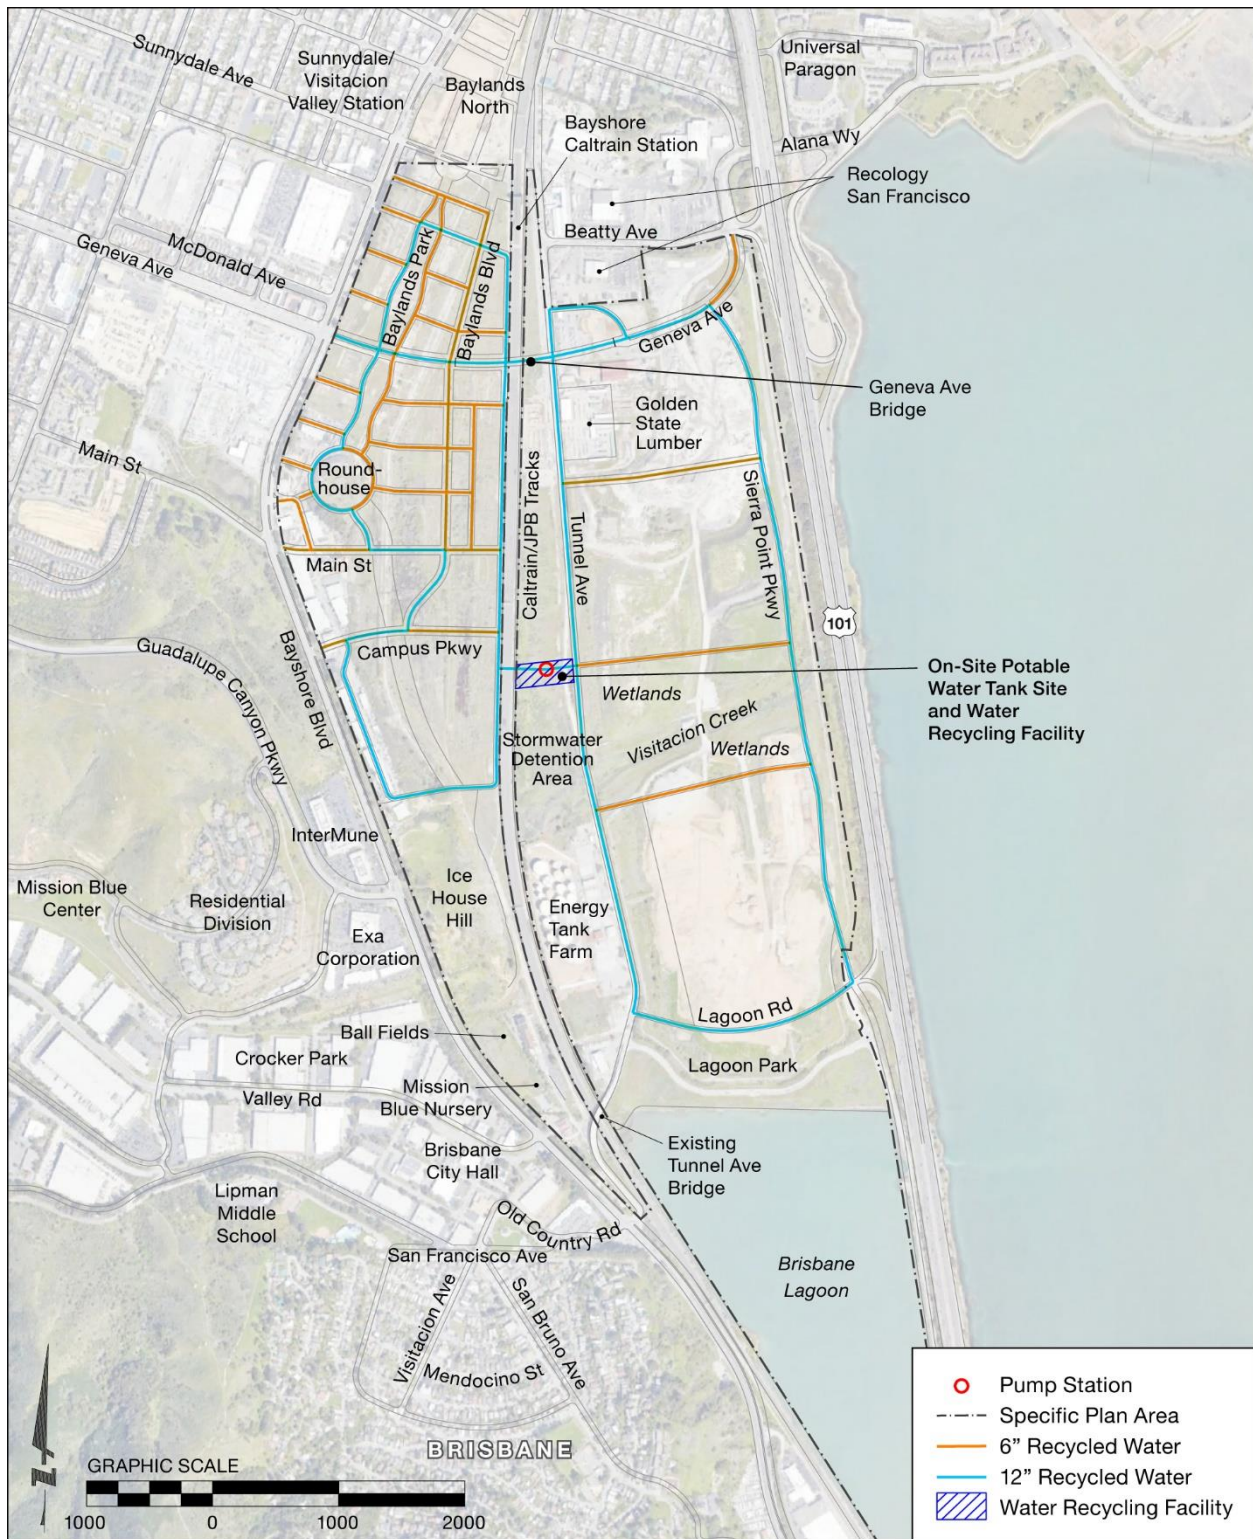 Sunnydale Ave
Sunnydale/
Visitacion
Valley Station
Baylands
North
Universal
Paragon
Bayshore
Caltrain Station
Alana Wy
Recology
San Francisco
Beatty Ave
McDonald Ave
Geneva Ave
Baylands Park
Baylands Blvd
Geneva Ave
Geneva Ave
Bridge
Golden
State
Lumber
Main St
Round-
house
Caltrain/JPB Tracks
Tunnel Ave
Sierra Point Pkwy
Main St
101
Guadalupe Canyon Pkwy
Bayshore Blvd
Campus Pkwy
On-Site Potable
Water Tank Site
and Water
Recycling Facility
Wetlands
Visitacion Creek
Wetlands
Stormwater
Detention
Area
InterMune
Mission Blue
Center
Residential
Division
Ice
House
Hill
Energy
Tank
Farm
Exa
Corporation
Lagoon Rd
Ball Fields
Crocker Park
Lagoon Park
Valley Rd
Mission
Blue Nursery
Brisbane
City Hall
Existing
Tunnel Ave
Bridge
Lipman
Middle
School
Old Country Rd
San Francisco Ave
Brisbane
Lagoon
Visitacion Ave
San Bruno Ave
Mendocino St
BRISBANE
Z
GRAPHIC SCALE
1000 0 1000 2000
Pump Station
Specific Plan Area
6” Recycled Water
12” Recycled Water
Water Recycling Facility